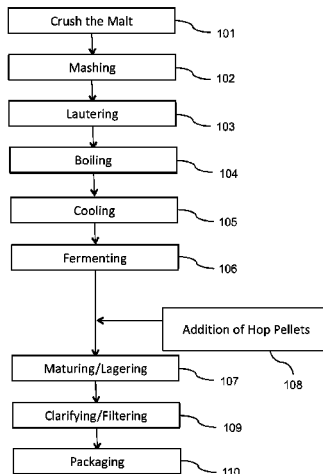 Crush the Malt
101
Mashing
102
Lautering
103
Boiling
104
Cooling
105
Fermenting
106
Addition of Hop Pellets
108
Maturing/Lagering
107
Clarifying/Filtering
109
Packaging
110